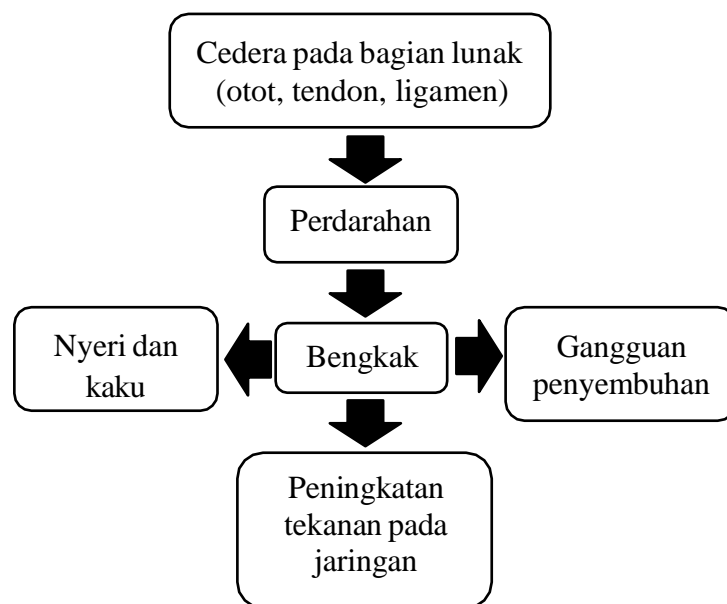 Cedera pada bagian lunak
(otot, tendon, ligamen)
Perdarahan
Nyeri dan
kaku
Bengkak
Gangguan
penyembuhan
Peningkatan
tekanan pada
jaringan